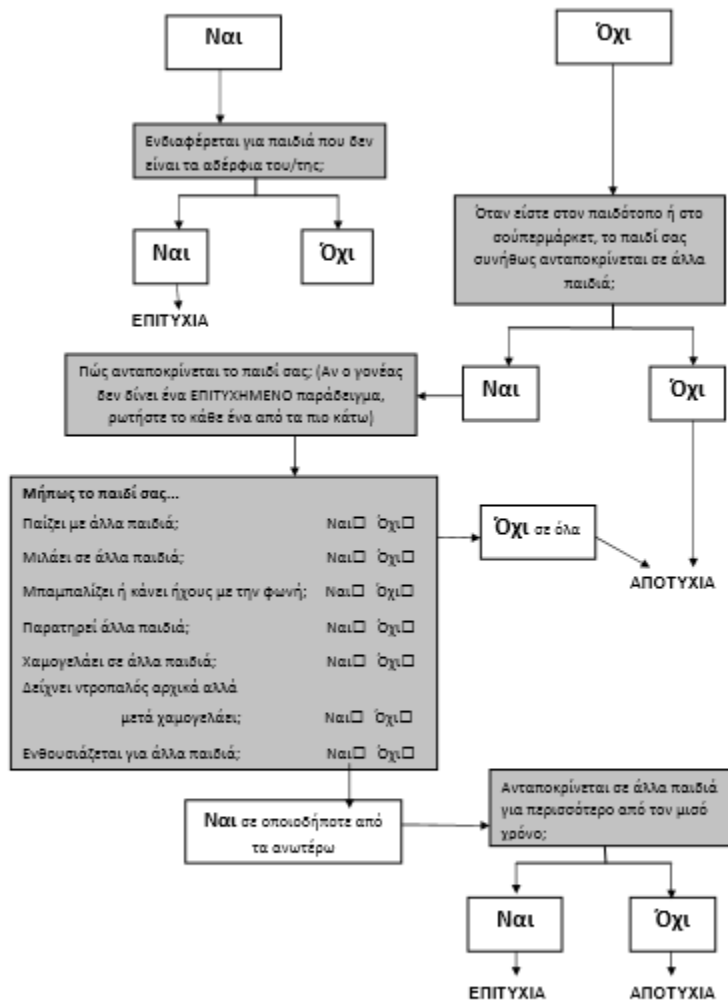 Ναι
Όχι
Ενδιαφέρεται για παιδιά που δεν
είναι τα αδέρφια του/της;
Όταν είστε στον παιδότοπο ή στο
σούπερμάρκετ, το παιδί σας
συνήθως ανταποκρίνεται σε άλλα
παιδιά;
Ναι
Όχι
ΕΠΙΤΥΧΙΑ
Πώς ανταποκρίνεται το παιδί σας; (Αν ο γονέας
δεν δίνει ένα ΕΠΙΤΥΧΗΜΕΝΟ παράδειγμα,
ρωτήστε το κάθε ένα από τα πιο κάτω)
Ναι
Όχι
Μήπως το παιδί σας...
Παίζει με άλλα παιδιά; Ναι☐ Όχι☐
Μιλάει σε άλλα παιδιά; Ναι☐ Όχι☐
Μπαμπαλίζει ή κάνει ήχους με την φωνή; Ναι☐ Όχι☐
Παρατηρεί άλλα παιδιά; Ναι☐ Όχι☐
Χαμογελάει σε άλλα παιδιά; Ναι☐ Όχι☐
Δείχνει ντροπαλός αρχικά αλλά
μετά χαμογελάει; Ναι☐ Όχι☐
Ενθουσιάζεται για άλλα παιδιά; Ναι☐ Όχι☐
Όχι σε όλα
ΑΠΟΤΥΧΙΑ
Ναι σε οποιοδήποτε από
τα ανωτέρω
Ανταποκρίνεται σε άλλα παιδιά
για περισσότερο από τον μισό
χρόνο;
Ναι
Όχι
ΕΠΙΤΥΧΙΑ
ΑΠΟΤΥΧΙΑ